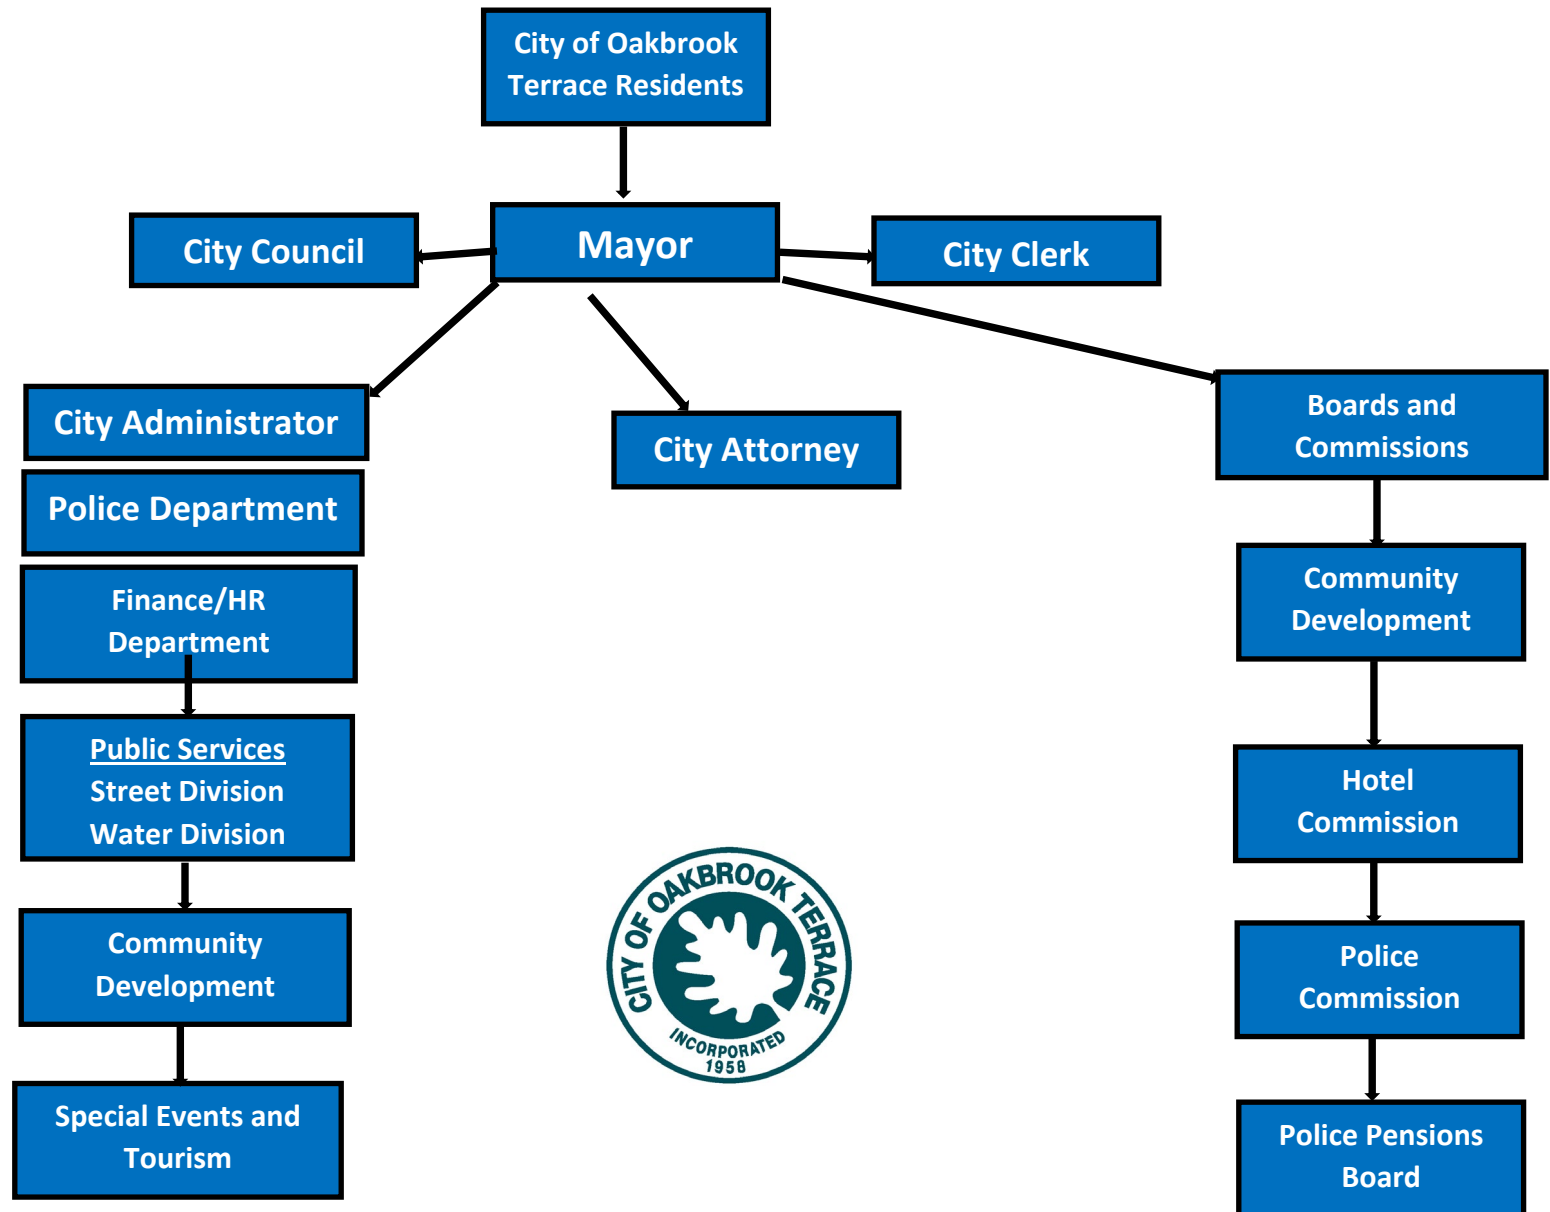 City of Oakbrook
Terrace Residents
City Council
Mayor
City Clerk
City Administrator
City Attorney
Boards and
Commissions
Police Department
Finance/HR
Department
Public Services
Street Division
Water Division
Community
Development
Special Events and
Tourism
Community
Development
Hotel
Commission
Police
Commission
Police Pensions
Board
CITY OF OAKBROOK TERRACE
INCORPORATED
1958